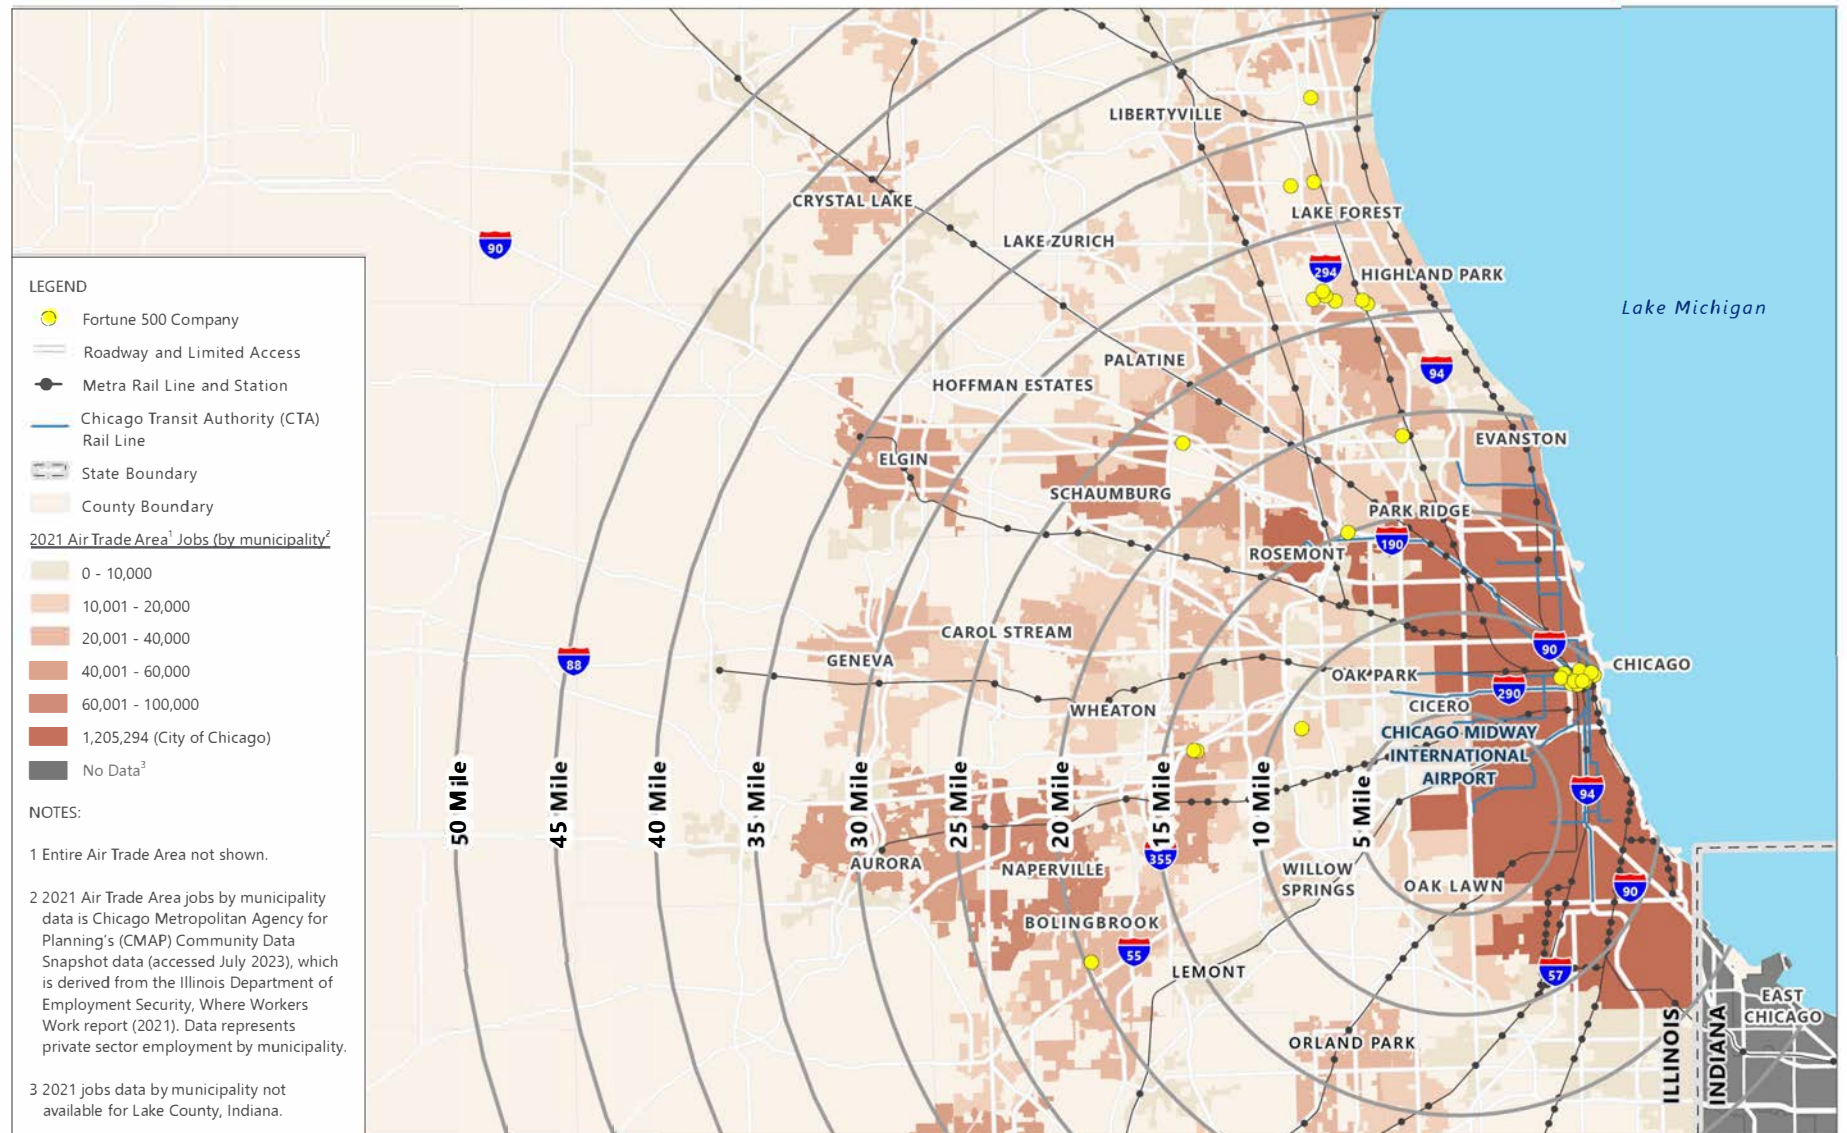 LIBERTYVILLE
CRYSTAL LAKE
LAKE FOREST
LAKE ZURICH
90
294
HIGHLAND PARK
Lake Michigan
PALATINE
94
HOFFMAN ESTATES
EVANSTON
ELGIN
SCHAUMBURG
PARK RIDGE
190
ROSEMONT
CAROL STREAM
90
88
GENEVA
CHICAGO
OAK PARK
290
WHEATON
CICERO
CHICAGO MIDWAY
INTERNATIONAL
AIRPORT
94
50 Mile
45 Mile
40 Mile
35 Mile
30 Mile
25 Mile
20 Mile
15 Mile
10 Mile
5 Mile
355
AURORA
NAPERVILLE
WILLOW
SPRINGS
OAK LAWN
90
BOLINGBROOK
55
LEMONT
57
EAST
CHICAGO
ORLAND PARK
ILLINOIS
INDIANA
LEGEND
Fortune 500 Company
Roadway and Limited Access
Metra Rail Line and Station
Chicago Transit Authority (CTA)
Rail Line
State Boundary
County Boundary
2021 Air Trade Area¹ Jobs (by municipality²
0 - 10,000
10,001 - 20,000
20,001 - 40,000
40,001 - 60,000
60,001 - 100,000
1,205,294 (City of Chicago)
No Data³
NOTES:
1 Entire Air Trade Area not shown.
2 2021 Air Trade Area jobs by municipality
data is Chicago Metropolitan Agency for
Planning's (CMAP) Community Data
Snapshot data (accessed July 2023), which
is derived from the Illinois Department of
Employment Security, Where Workers
Work report (2021). Data represents
private sector employment by municipality.
3 2021 jobs data by municipality not
available for Lake County, Indiana.